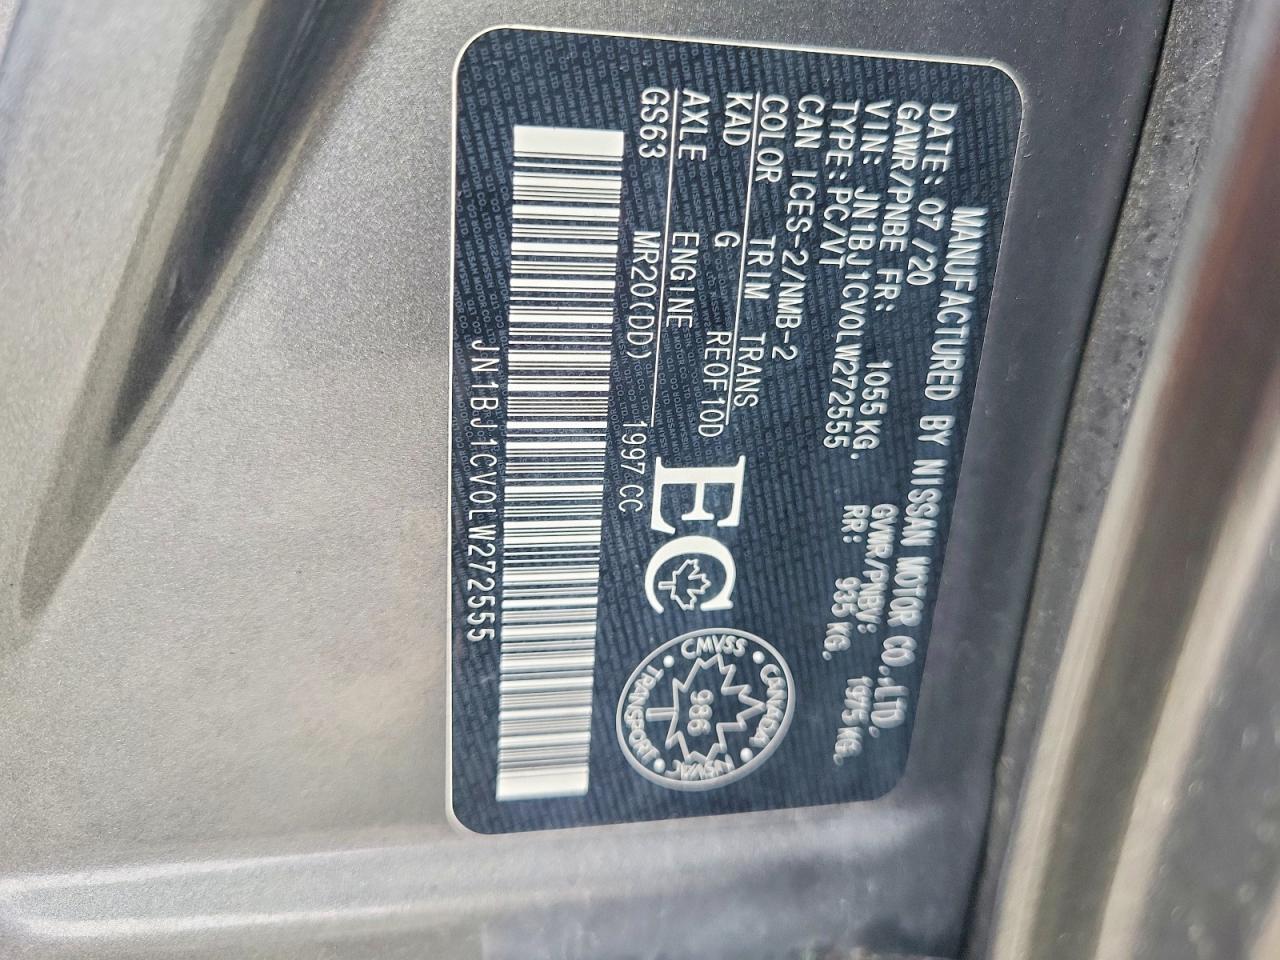 MANUFACTURED BY NISSAN MOTOR CO.,LTD.
DATE: 07/20 GVWR/PNBV: 1975 KG.
GAWR/PNBE FR: 1055 KG. RR: 935 KG.
VIN: JN1BJ1CV0LW272555
TYPE: PC/VT
CAN ICES-2/NMB-2
COLOR TRIM TRANS
KAD G RE0F10D
AXLE ENGINE
GS63 MR20(DD) 1997 CC
EC
CMVSS • CANADA • NSVAC • TRANSPORT •
986
JN1BJ1CV0LW272555